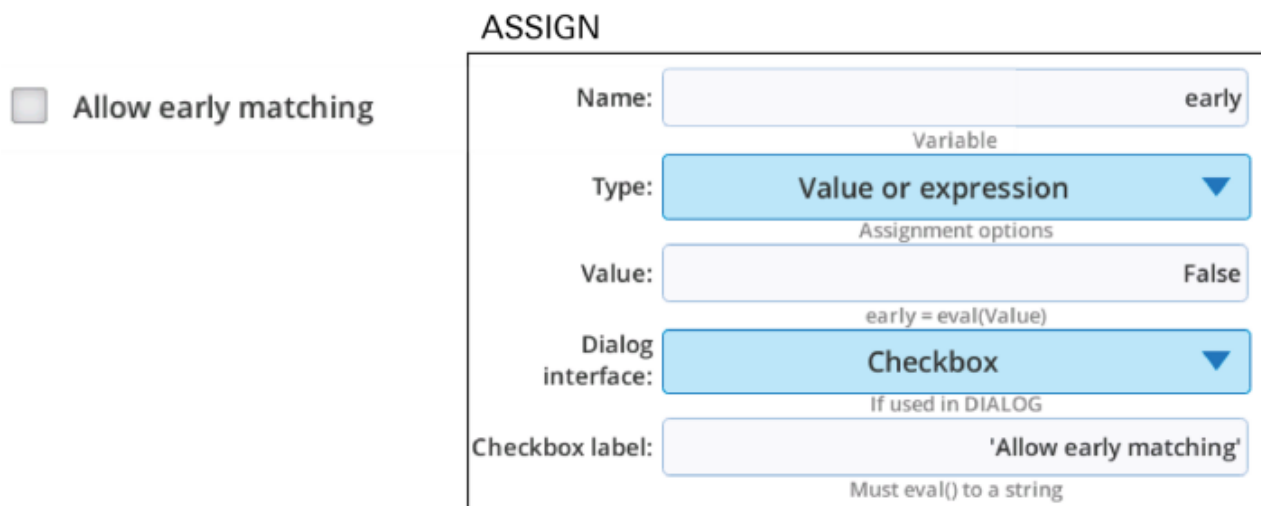 ASSIGN
Allow early matching
Name:
early
Variable
Type:
Value or expression
Assignment options
Value:
False
early = eval(Value)
Dialog
interface:
Checkbox
If used in DIALOG
Checkbox label:
'Allow early matching'
Must eval() to a string